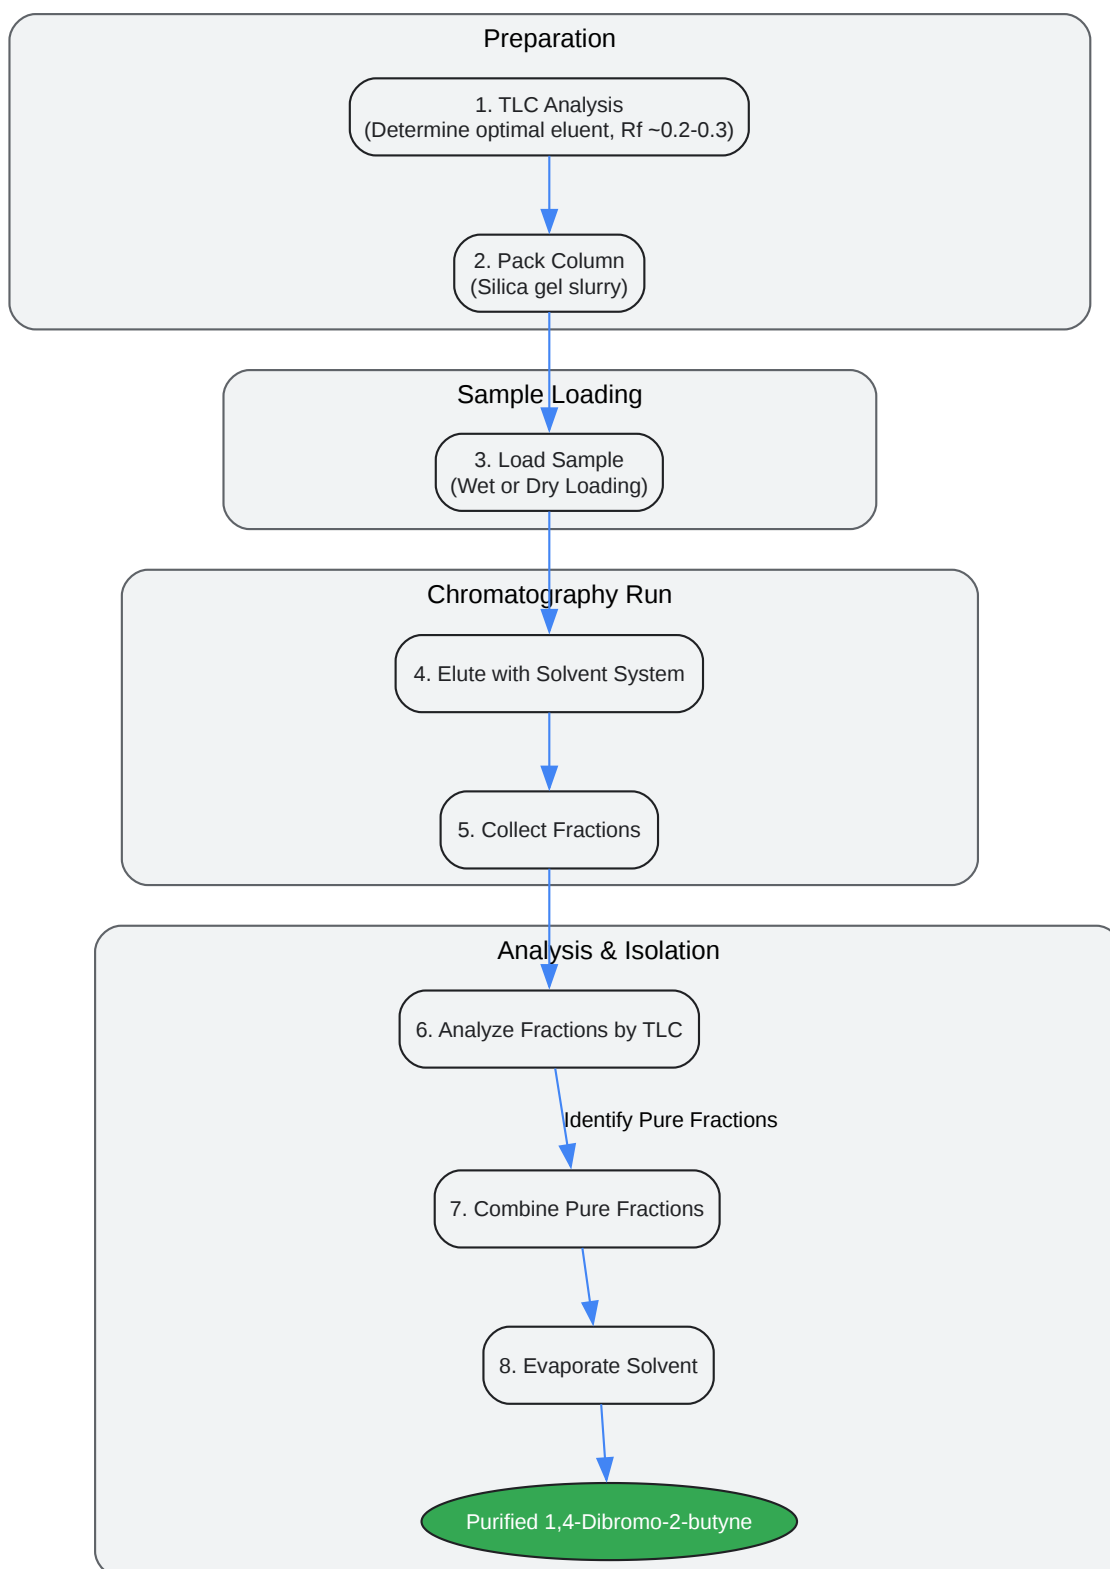 Preparation
1. TLC Analysis
(Determine optimal eluent, Rf ~0.2-0.3)
2. Pack Column
(Silica gel slurry)
Sample Loading
3. Load Sample
(Wet or Dry Loading)
Chromatography Run
4. Elute with Solvent System
5. Collect Fractions
Analysis & Isolation
6. Analyze Fractions by TLC
Identify Pure Fractions
7. Combine Pure Fractions
8. Evaporate Solvent
Purified 1,4-Dibromo-2-butyne